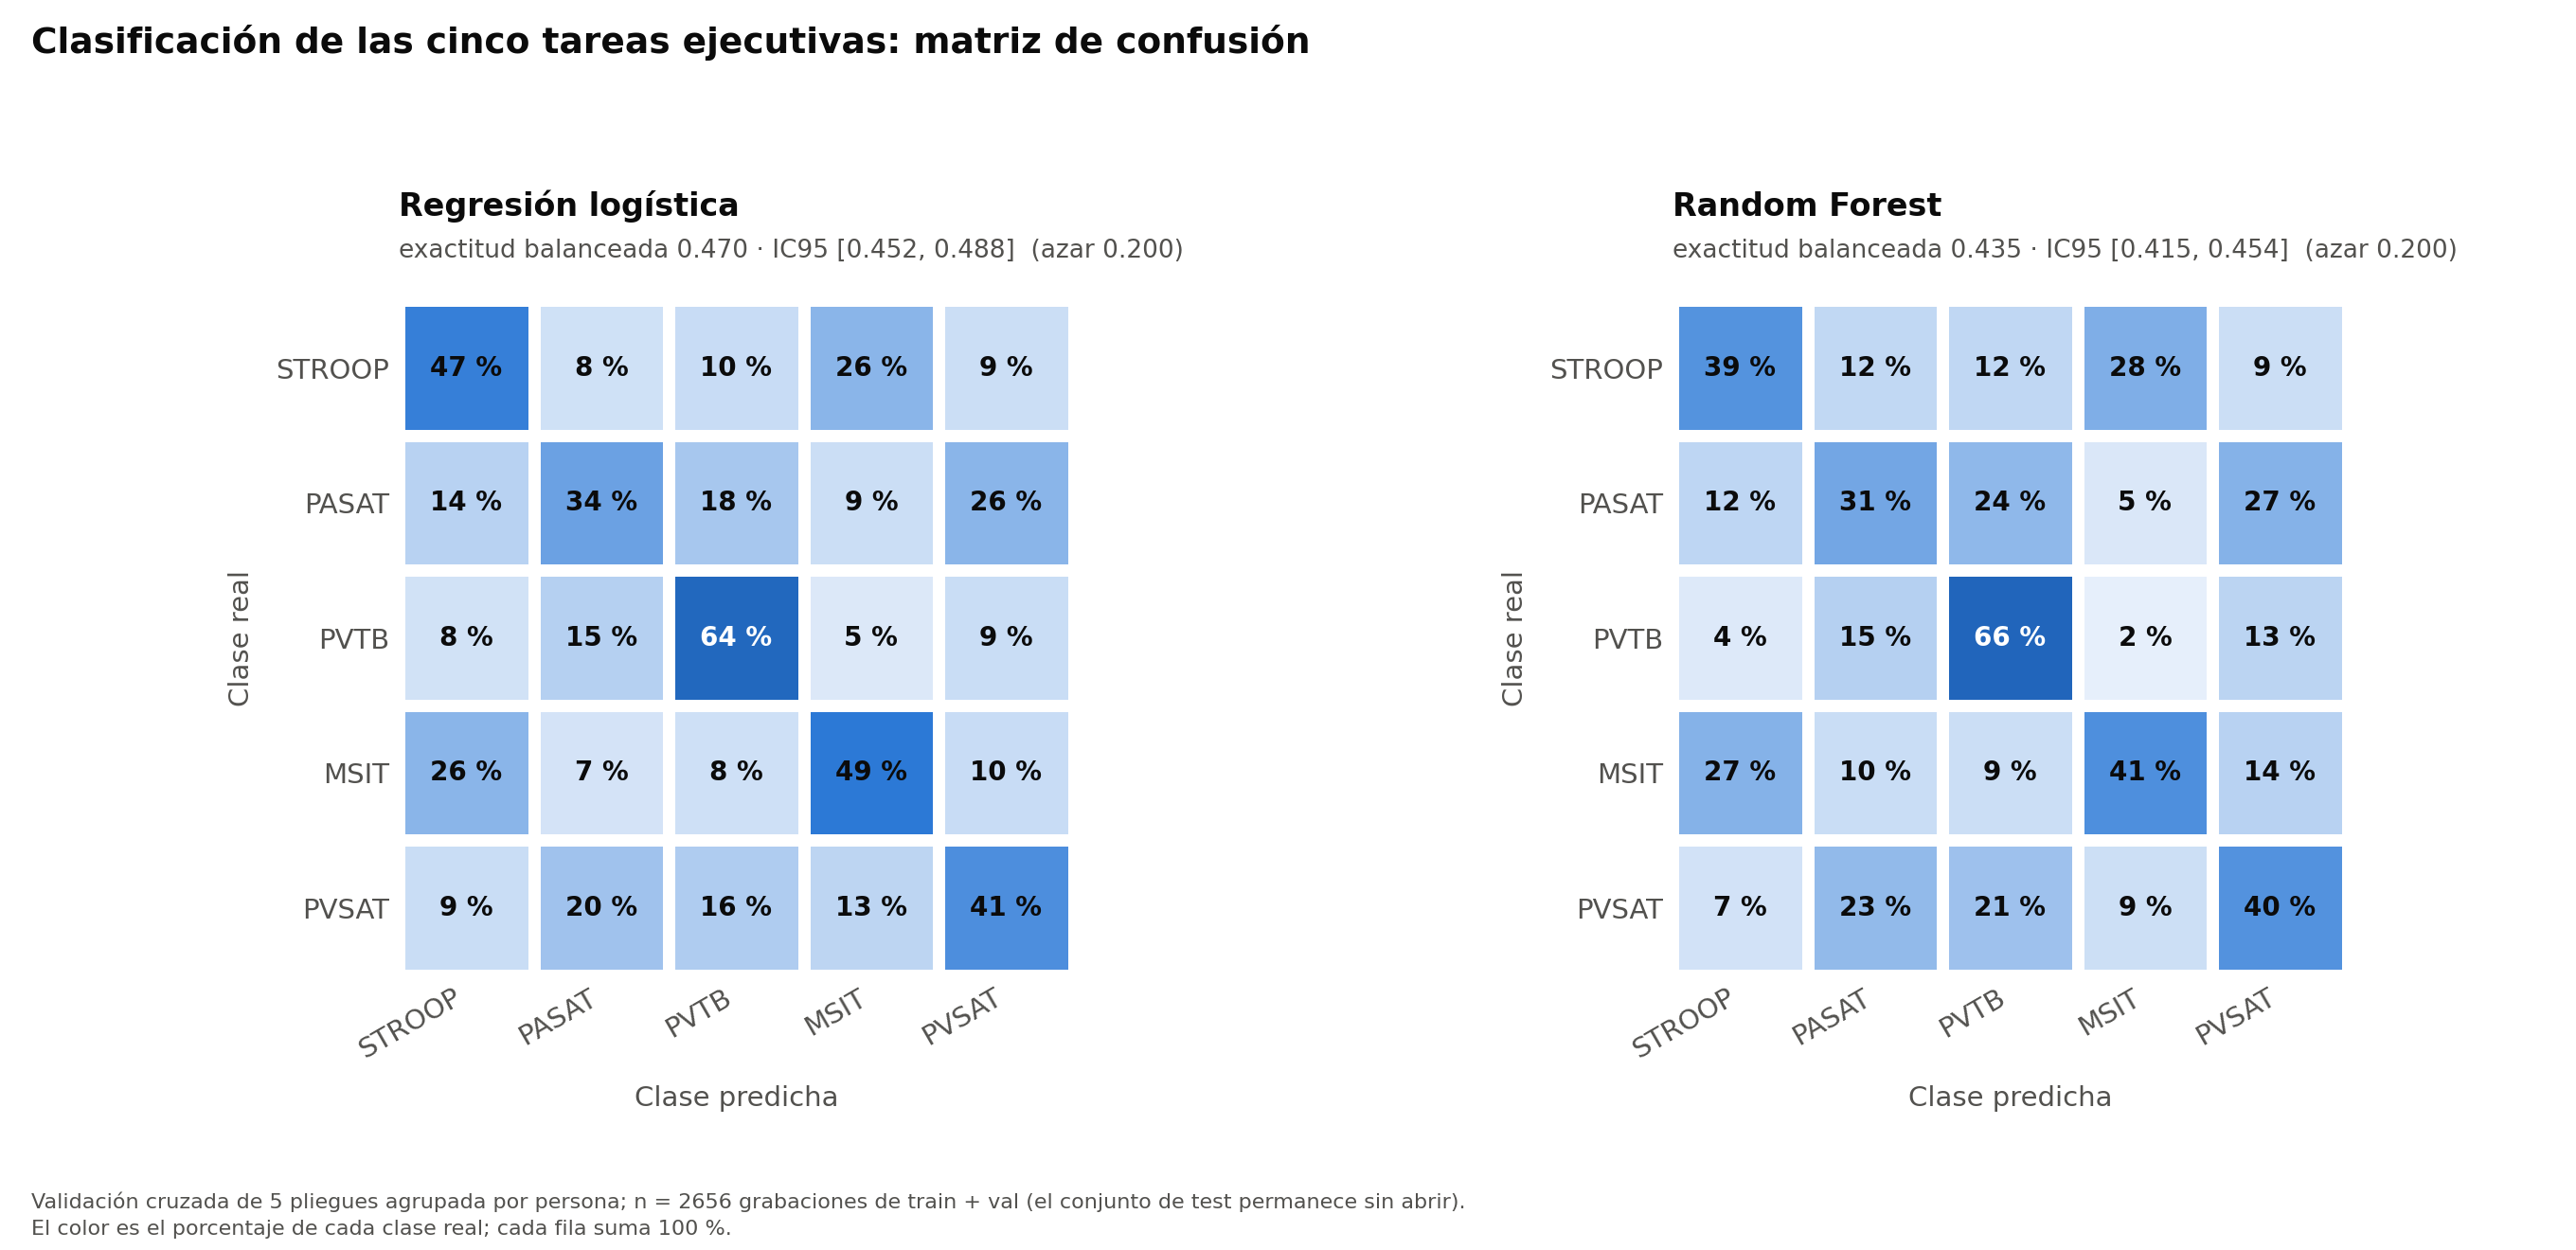 Clasificación de las cinco tareas ejecutivas: matriz de confusión
Regresión logística
exactitud balanceada 0.470 · IC95 [0.452, 0.488]  (azar 0.200)
Clase real
STROOP 47 % 8 % 10 % 26 % 9 %
PASAT 14 % 34 % 18 % 9 % 26 %
PVTB 8 % 15 % 64 % 5 % 9 %
MSIT 26 % 7 % 8 % 49 % 10 %
PVSAT 9 % 20 % 16 % 13 % 41 %
STROOP PASAT PVTB MSIT PVSAT
Clase predicha
Random Forest
exactitud balanceada 0.435 · IC95 [0.415, 0.454]  (azar 0.200)
Clase real
STROOP 39 % 12 % 12 % 28 % 9 %
PASAT 12 % 31 % 24 % 5 % 27 %
PVTB 4 % 15 % 66 % 2 % 13 %
MSIT 27 % 10 % 9 % 41 % 14 %
PVSAT 7 % 23 % 21 % 9 % 40 %
STROOP PASAT PVTB MSIT PVSAT
Clase predicha
Validación cruzada de 5 pliegues agrupada por persona; n = 2656 grabaciones de train + val (el conjunto de test permanece sin abrir).
El color es el porcentaje de cada clase real; cada fila suma 100 %.